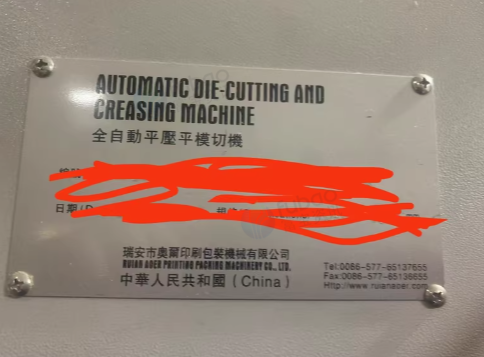 AUTOMATIC DIE-CUTTING AND
CREASING MACHINE
全自動平壓平模切機
日期
瑞安市奧爾印刷包裝機械有限公司
RUIAN AOER PRINTING PACKING MACHINERY CO., LTD.
中華人民共和國 (China)
Tel:0086-577-65137655
Fax:0086-577-65136655
Http://www.ruianaoer.com